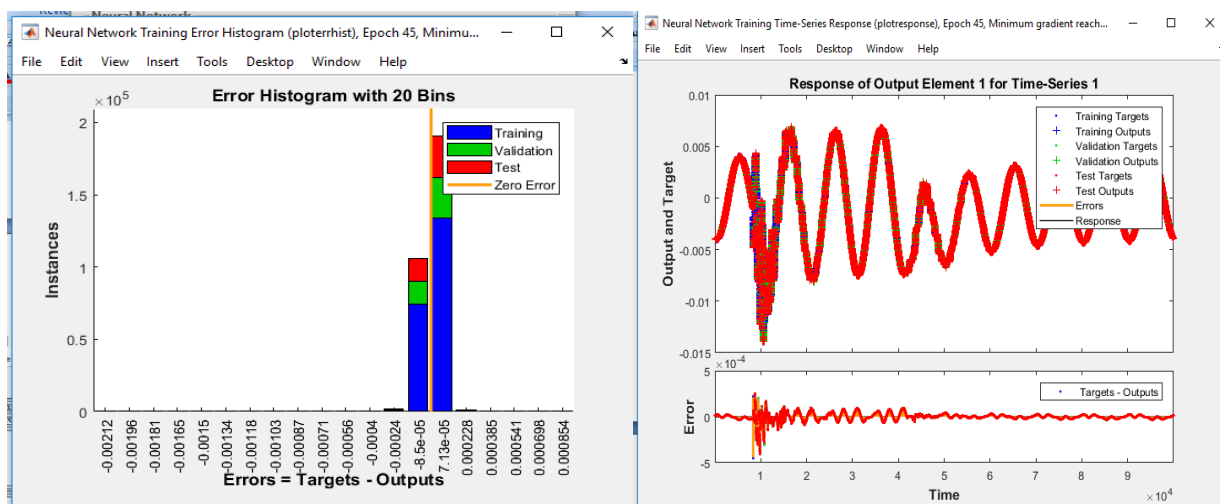 Neural Network
Neural Network Training Error Histogram (ploterrhist), Epoch 45, Minimu...
File Edit View Insert Tools Desktop Window Help
Error Histogram with 20 Bins
×10^5
2
1.5
1
0.5
0
Instances
Training
Validation
Test
Zero Error
-0.00212
-0.00196
-0.00181
-0.00165
-0.0015
-0.00134
-0.00118
-0.00103
-0.00087
-0.00071
-0.00056
-0.0004
-0.00024
-8.5e-05
7.13e-05
0.000228
0.000385
0.000541
0.000698
0.000854
Errors = Targets - Outputs
Neural Network Training Time-Series Response (plotresponse), Epoch 45, Minimum gradient reach...
File Edit View Insert Tools Desktop Window Help
Response of Output Element 1 for Time-Series 1
0.01
0.005
0
-0.005
-0.01
-0.015
Output and Target
Training Targets
Training Outputs
Validation Targets
Validation Outputs
Test Targets
Test Outputs
Errors
Response
×10^-4
5
0
-5
Error
Targets - Outputs
1 2 3 4 5 6 7 8 9
Time
×10^4